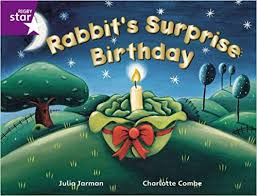 RIGBY
star
Rabbit's Surprise
Birthday
Julia Jarman
Charlotte Combe